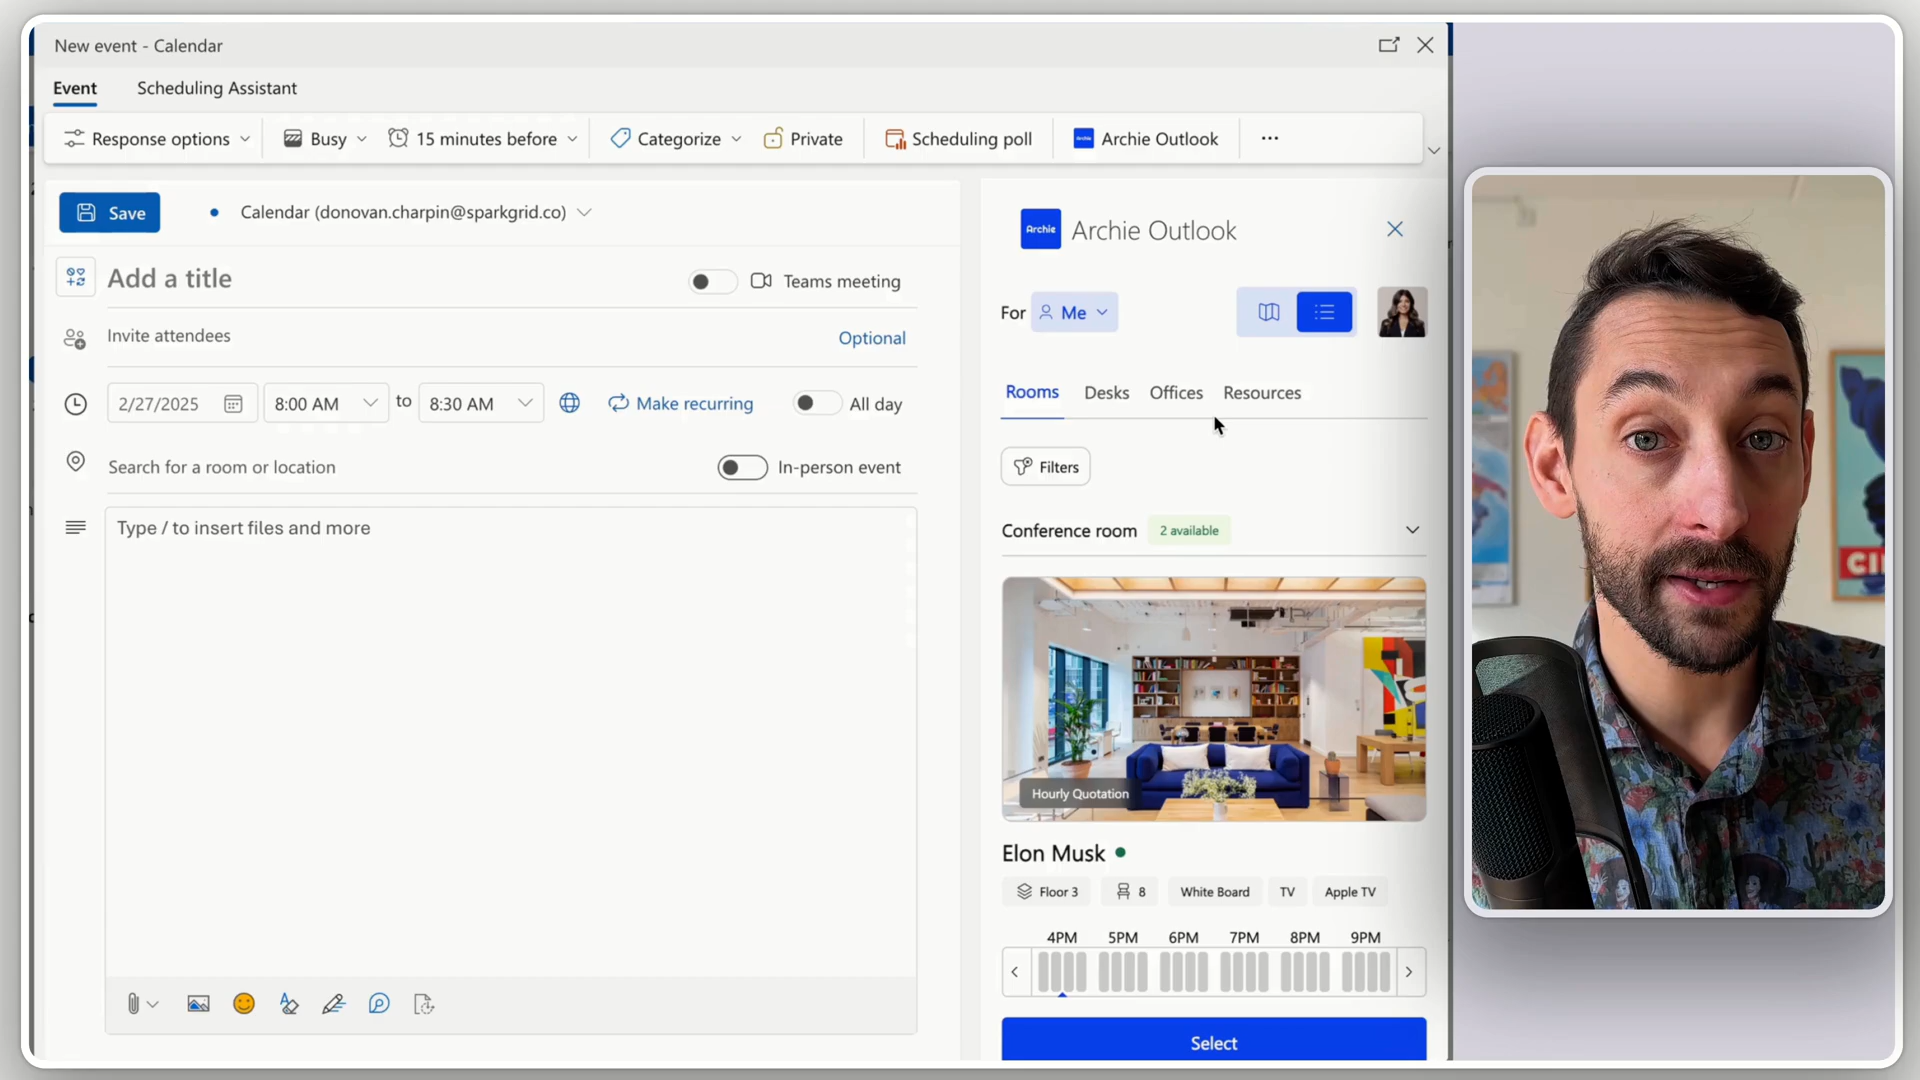 New event - Calendar
Event
Scheduling Assistant
Response options
Busy
15 minutes before
Categorize
Private
Scheduling poll
Archie
Archie Outlook
Save
Calendar (donovan.charpin@sparkgrid.co)
Add a title
Teams meeting
Invite attendees
Optional
2/27/2025
8:00 AM
to
8:30 AM
Make recurring
All day
Search for a room or location
In-person event
Type / to insert files and more
Archie
Archie Outlook
For
Me
Rooms
Desks
Offices
Resources
Filters
Conference room
2 available
Hourly Quotation
Elon Musk
Floor 3
8
White Board
TV
Apple TV
4PM
5PM
6PM
7PM
8PM
9PM
Select